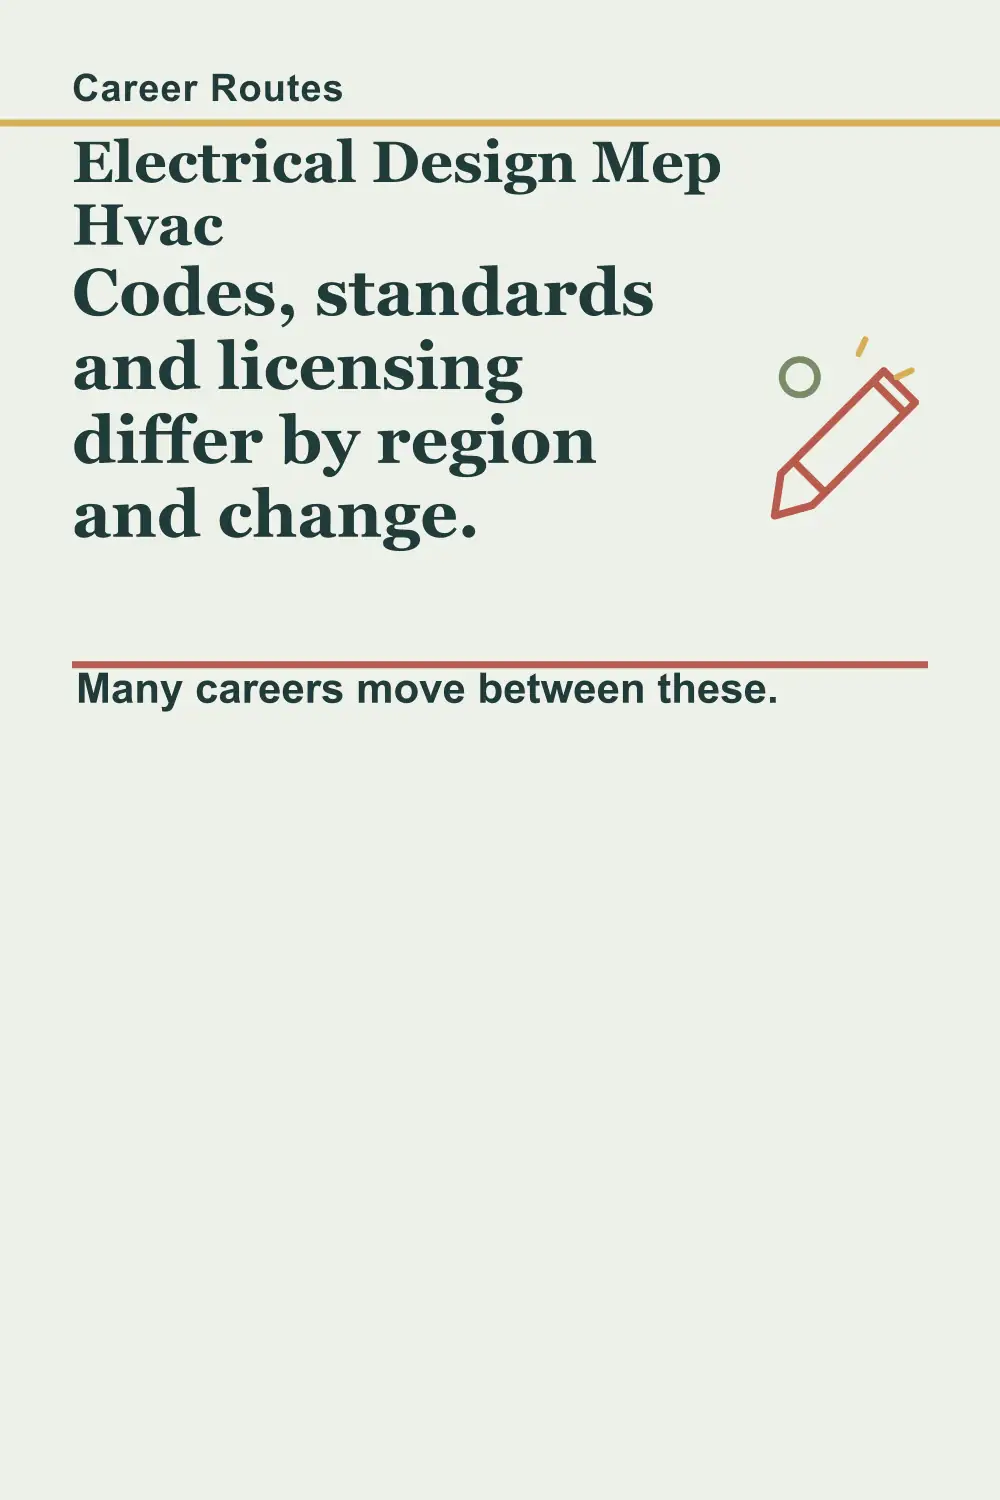 Career Routes
Electrical Design Mep
Hvac
Codes, standards
and licensing
differ by region
and change.
Many careers move between these.